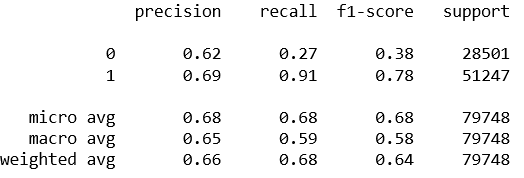 precision recall f1-score support
0 0.62 0.27 0.38 28501
1 0.69 0.91 0.78 51247
micro avg 0.68 0.68 0.68 79748
macro avg 0.65 0.59 0.58 79748
weighted avg 0.66 0.68 0.64 79748